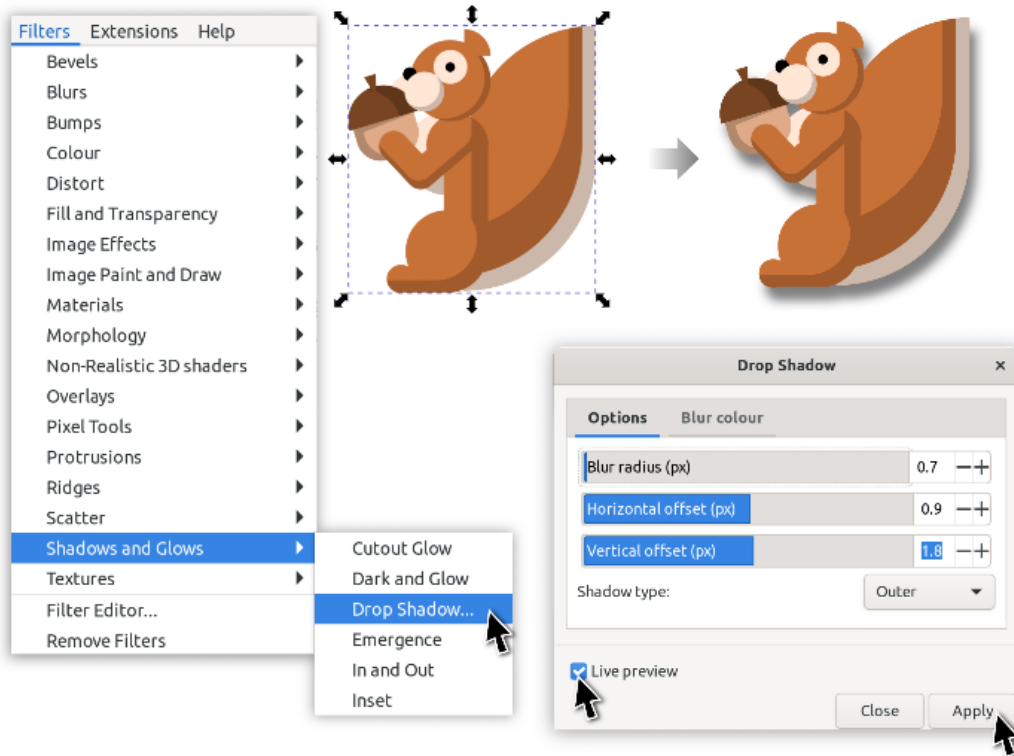 Filters Extensions Help
Bevels
Blurs
Bumps
Colour
Distort
Fill and Transparency
Image Effects
Image Paint and Draw
Materials
Morphology
Non-Realistic 3D shaders
Overlays
Pixel Tools
Protrusions
Ridges
Scatter
Shadows and Glows
Textures
Filter Editor...
Remove Filters
Cutout Glow
Dark and Glow
Drop Shadow...
Emergence
In and Out
Inset
Drop Shadow
Options Blur colour
Blur radius (px) 0.7
Horizontal offset (px) 0.9
Vertical offset (px) 1.8
Shadow type: Outer
Live preview
Close Apply